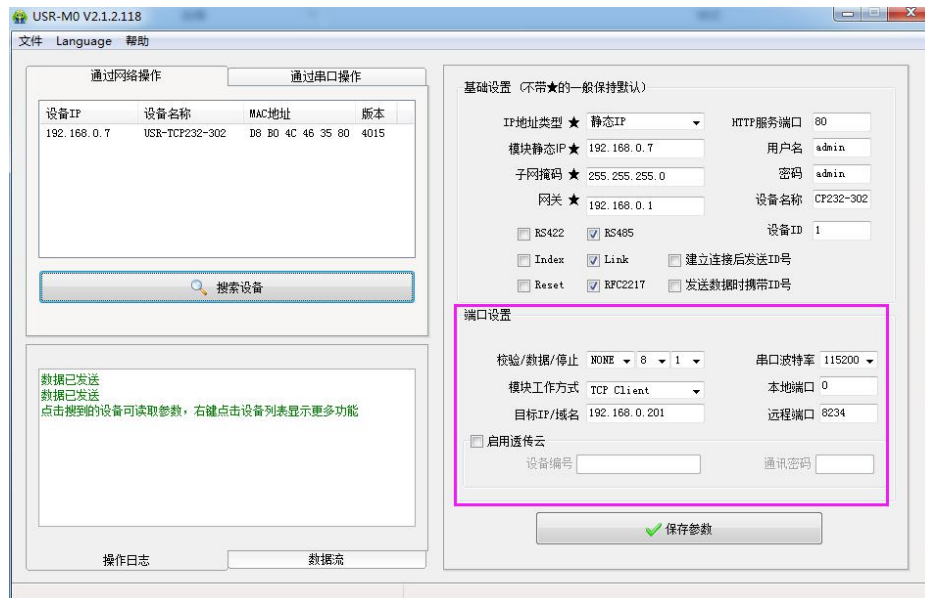 USR-M0 V2.1.2.118
文件 Language 帮助
通过网络操作 通过串口操作
设备IP 设备名称 MAC地址 版本
192.168.0.7 USR-TCP232-302 D8 B0 4C 46 35 80 4015
搜索设备
数据已发送
数据已发送
点击搜到的设备可读取参数，右键点击设备列表显示更多功能
操作日志 数据流
基础设置（不带★的一般保持默认）
IP地址类型 ★ 静态IP HTTP服务端口 80
模块静态IP★ 192.168.0.7 用户名 admin
子网掩码 ★ 255.255.255.0 密码 admin
网关 ★ 192.168.0.1 设备名称 CP232-302
RS422 RS485 设备ID 1
Index Link 建立连接后发送ID号
Reset RFC2217 发送数据时携带ID号
端口设置
校验/数据/停止 NONE 8 1 串口波特率 115200
模块工作方式 TCP Client 本地端口 0
目标IP/域名 192.168.0.201 远程端口 8234
启用透传云
设备编号 通讯密码
保存参数